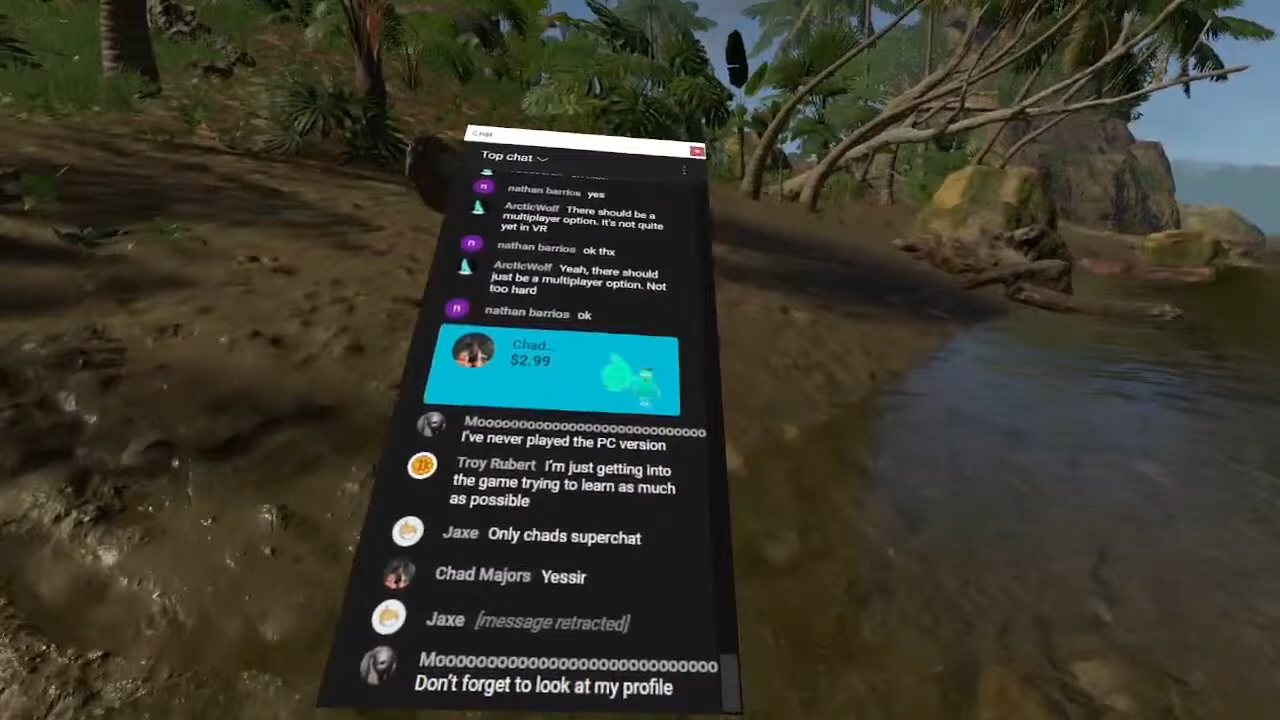 Chat
Top chat
nathan barrios yes
ArcticWolf There should be a
multiplayer option. It's not quite
yet in VR
nathan barrios ok thx
ArcticWolf Yeah, there should
just be a multiplayer option. Not
too hard
nathan barrios ok
Chad...
$2.99
Mooooooooooooooooooooooooooo
I've never played the PC version
Troy Rubert I'm just getting into
the game trying to learn as much
as possible
Jaxe Only chads superchat
Chad Majors Yessir
Jaxe [message retracted]
Mooooooooooooooooooooooooooo
Don't forget to look at my profile